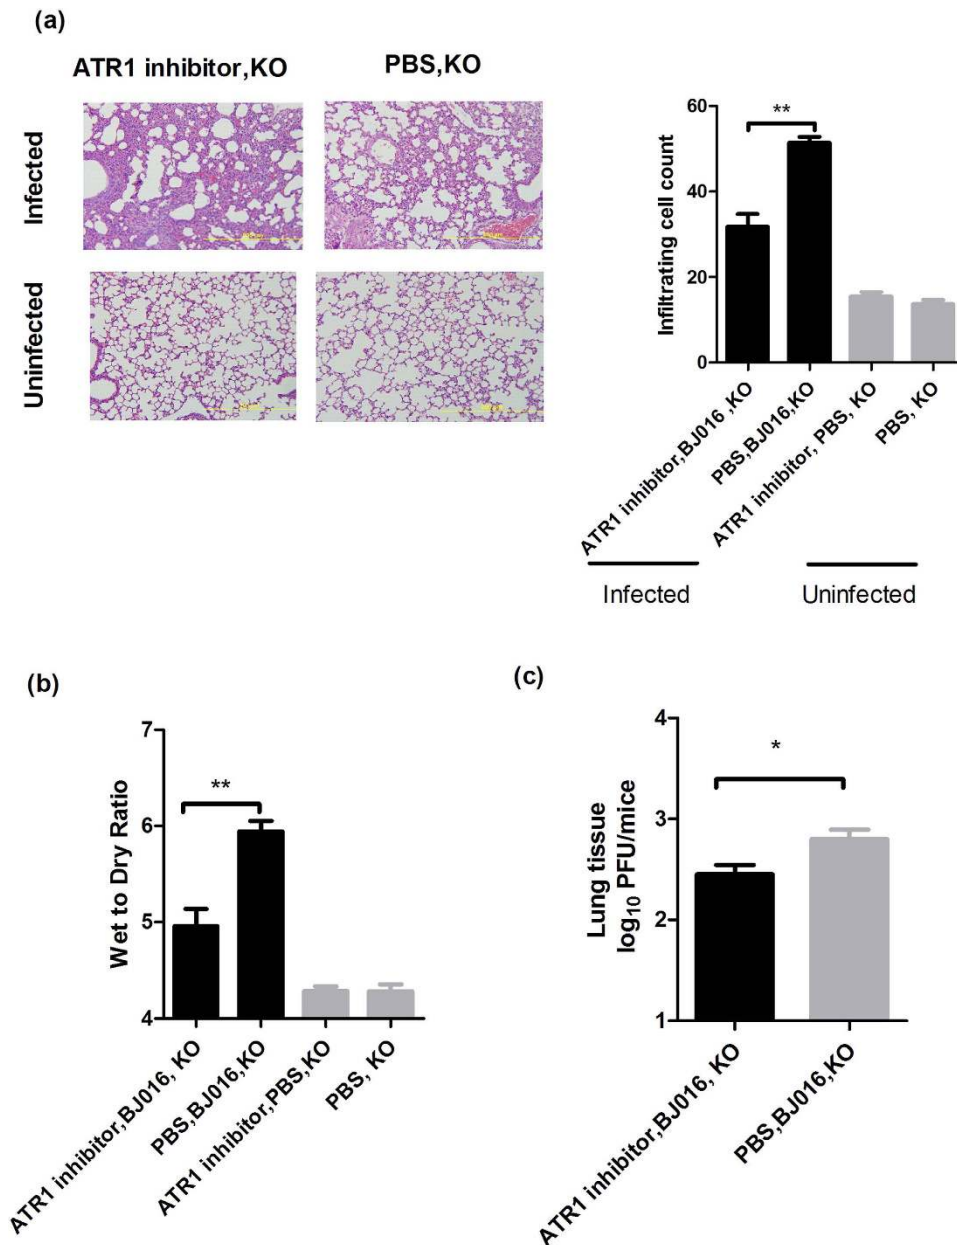 (a)
ATR1 inhibitor,KO
PBS,KO
Infected
Uninfected
Infiltrating cell count
60
40
20
0
**
ATR1 inhibitor,BJ016,KO
PBS,BJ016,KO
ATR1 inhibitor, PBS, KO
PBS, KO
Infected
Uninfected
(b)
Wet to Dry Ratio
7
6
5
4
**
ATR1 inhibitor,BJ016, KO
PBS,BJ016,KO
ATR1 inhibitor,PBS,KO
PBS, KO
(c)
Lung tissue
log₁₀ PFU/mice
4
3
2
1
*
ATR1 inhibitor,BJ016, KO
PBS,BJ016,KO